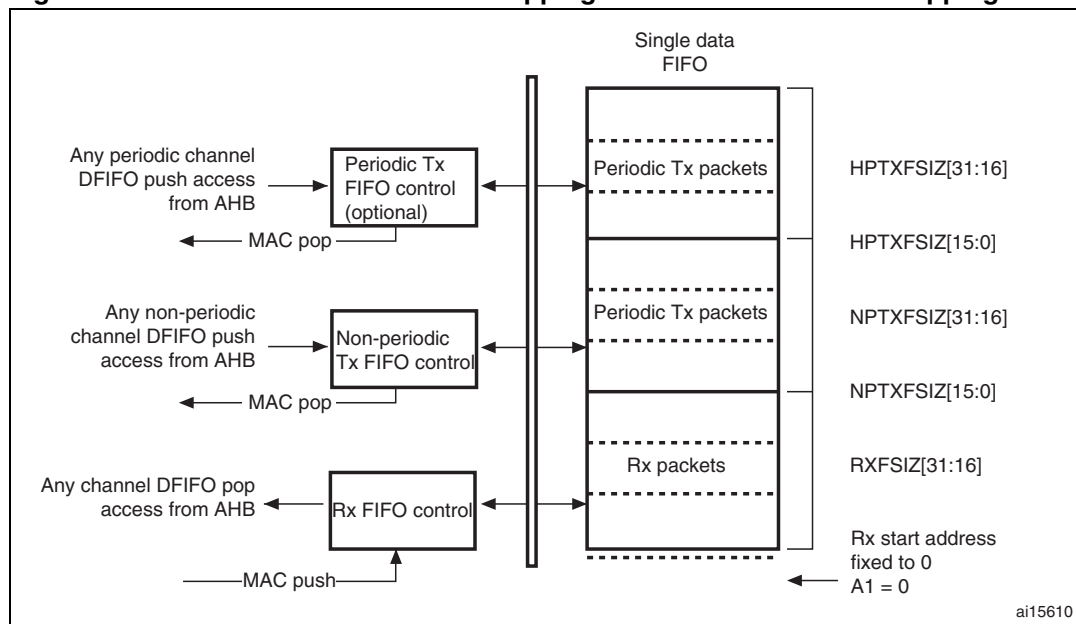 Single data
FIFO
Any periodic channel
DFIFO push access
from AHB
Periodic Tx
FIFO control
(optional)
MAC pop
Periodic Tx packets
HPTXFSIZ[31:16]
HPTXFSIZ[15:0]
Any non-periodic
channel DFIFO push
access from AHB
Non-periodic
Tx FIFO control
MAC pop
Periodic Tx packets
NPTXFSIZ[31:16]
NPTXFSIZ[15:0]
Any channel DFIFO pop
access from AHB
Rx FIFO control
MAC push
Rx packets
RXFSIZ[31:16]
Rx start address
fixed to 0
A1 = 0
ai15610